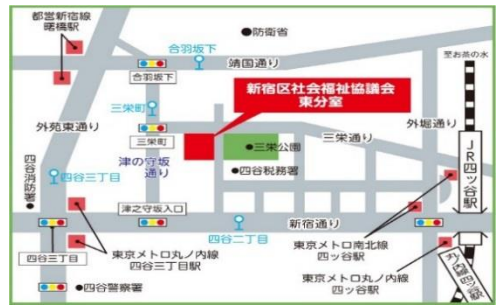 都営新宿線
曙橋駅
●防衛省
合羽坂下
合羽坂下
靖国通り
至お茶の水
新宿区社会福祉協議会
東分室
三栄町
三栄町
外苑東通り
●三栄公園
三栄通り
外堀通り
JR四ッ谷駅
津の守坂
通り
●四谷税務署
四谷消防署●
四谷三丁目
津之守坂入口
新宿通り
四谷二丁目
四谷三丁目
東京メトロ丸ノ内線
四谷三丁目駅
東京メトロ南北線
四ッ谷駅
東京メトロ丸ノ内線
四ッ谷駅
●四谷警察署